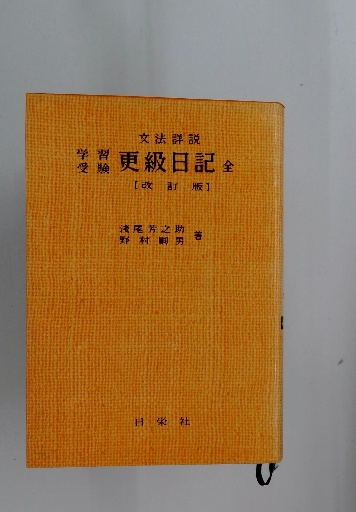 文法詳説
学習
受験 更級日記 全
[改訂版]
浅尾芳之助
野村嗣男 著
日栄社